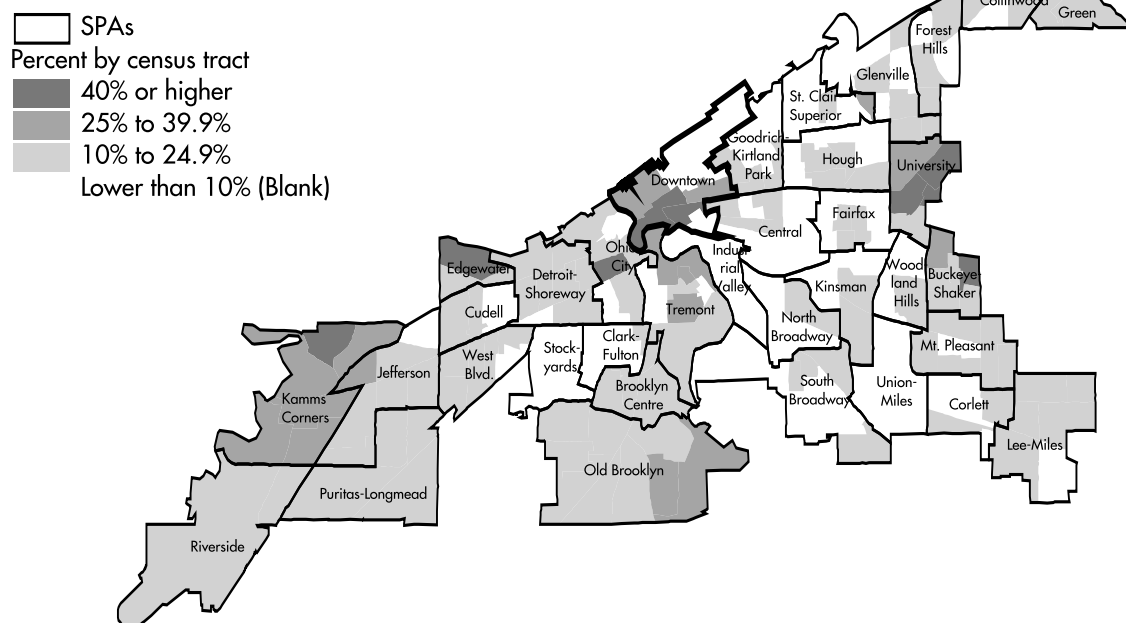 SPAs
Percent by census tract
40% or higher
25% to 39.9%
10% to 24.9%
Lower than 10% (Blank)
Collinwood
Green
Forest
Hills
Glenville
St. Clair
Superior
Goodrich-
Kirtland
Park
Hough
University
Downtown
Fairfax
Central
Ohio
City
Indust
rial
Valley
Edgewater
Detroit-
Shoreway
Wood
land
Hills
Buckeye-
Shaker
Kinsman
Cudell
Tremont
North
Broadway
Mt. Pleasant
Clark-
Fulton
Stock-
yards
West
Blvd.
Jefferson
Brooklyn
Centre
South
Broadway
Union-
Miles
Corlett
Kamms
Corners
Lee-Miles
Old Brooklyn
Puritas-Longmead
Riverside